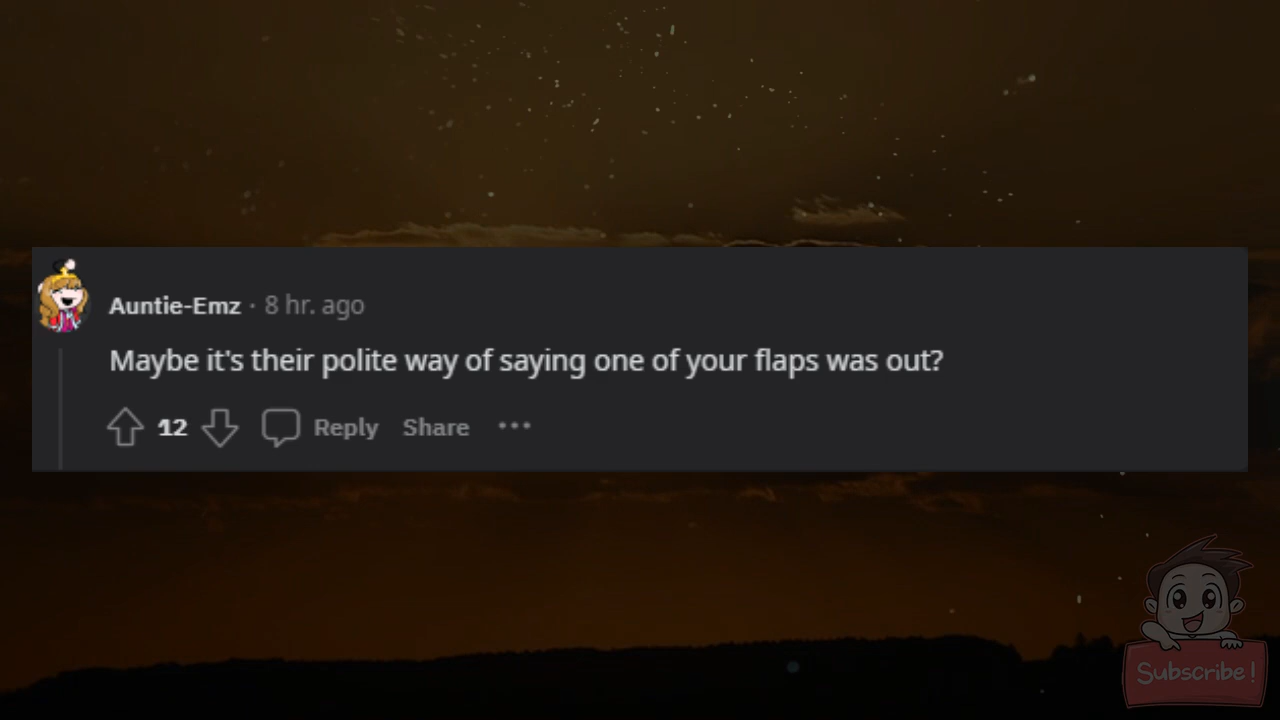 Auntie-Emz · 8 hr. ago
Maybe it's their polite way of saying one of your flaps was out?
12 Reply Share ···
Subscribe!